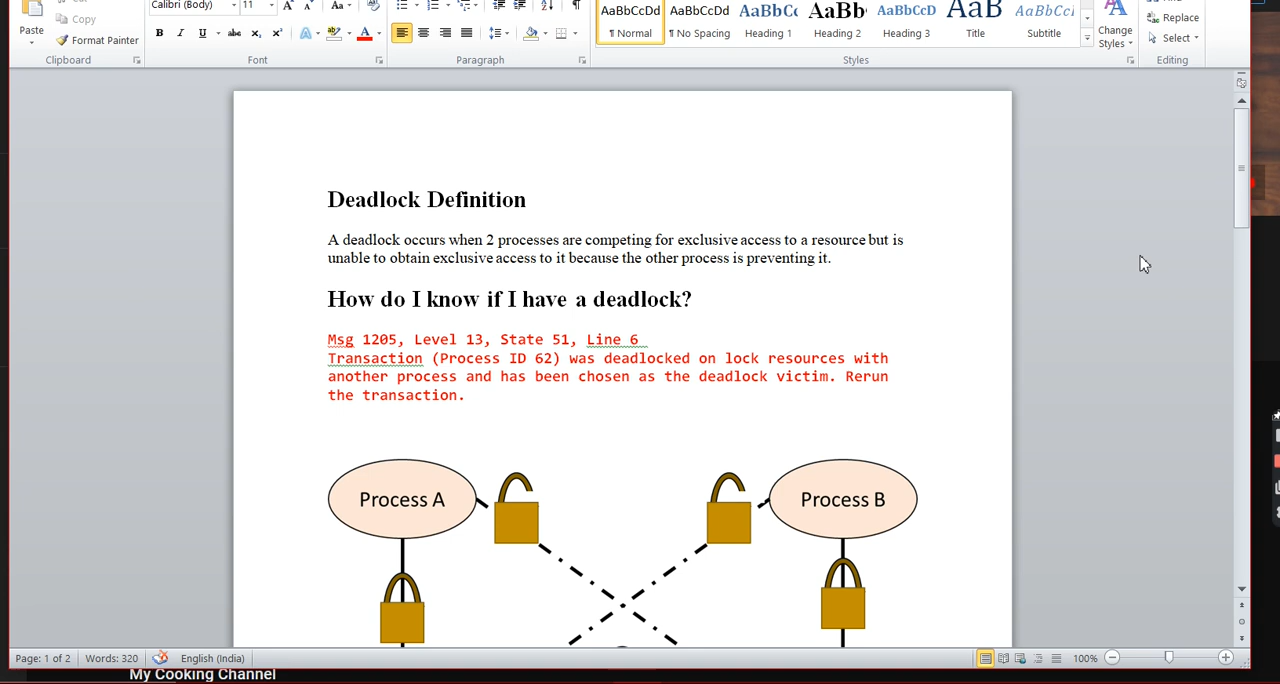 Calibri (Body)
11
Aa
AaBbCcDd
AaBbCcDd
AaBbCc
AaBb
AaBbCcD
AaB
AaBbCcl
Paste
Copy
Replace
Format Painter
B I U abc x₂ x² A ab A
¶ Normal
¶ No Spacing
Heading 1
Heading 2
Heading 3
Title
Subtitle
Change
Styles
Select
Clipboard
Font
Paragraph
Styles
Editing
Deadlock Definition
A deadlock occurs when 2 processes are competing for exclusive access to a resource but is
unable to obtain exclusive access to it because the other process is preventing it.
How do I know if I have a deadlock?
Msg 1205, Level 13, State 51, Line 6
Transaction (Process ID 62) was deadlocked on lock resources with
another process and has been chosen as the deadlock victim. Rerun
the transaction.
Process A
Process B
Page: 1 of 2
Words: 320
English (India)
100%
My Cooking Channel